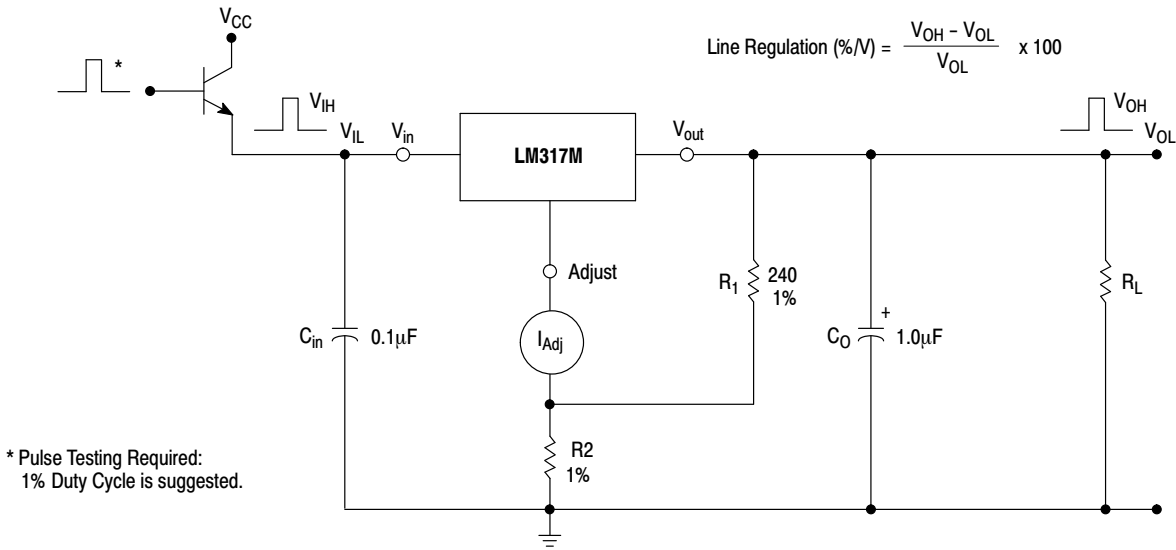 V_CC
*
Line Regulation (%/V) = (V_OH – V_OL) / V_OL x 100
V_IH
V_IL
V_in
LM317M
V_out
V_OH
V_OL
Adjust
R_1
240
1%
R_L
C_in
0.1µF
I_Adj
C_O
+
1.0µF
R2
1%
* Pulse Testing Required:
1% Duty Cycle is suggested.